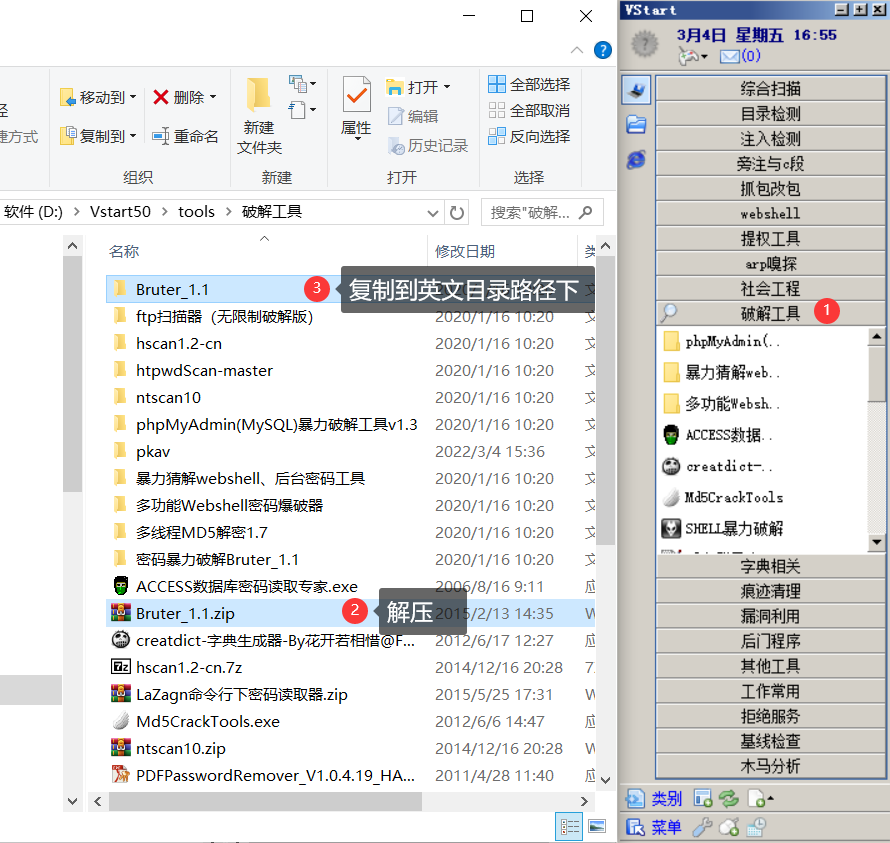 VStart
3月4日 星期五 16:55
(0)
移动到
删除
复制到
重命名
捷方式
组织
新建
文件夹
新建
属性
打开
编辑
历史记录
打开
全部选择
全部取消
反向选择
选择
软件 (D:) > Vstart50 > tools > 破解工具
搜索"破解...
名称 修改日期 类
Bruter_1.1
3
复制到英文目录路径下
ftp扫描器（无限制破解版） 2020/1/16 10:20 文
hscan1.2-cn 2020/1/16 10:20 文
htpwdScan-master 2020/1/16 10:20 文
ntscan10 2020/1/16 10:20 文
phpMyAdmin(MySQL)暴力破解工具v1.3 2020/1/16 10:20 文
pkav 2022/3/4 15:36 文
暴力猜解webshell、后台密码工具 2020/1/16 10:20 文
多功能Webshell密码爆破器 2020/1/16 10:20 文
多线程MD5解密1.7 2020/1/16 10:20 文
密码暴力破解Bruter_1.1 2020/1/16 10:20 文
ACCESS数据库密码读取专家.exe 2006/8/16 9:11 应
Bruter_1.1.zip 2015/2/13 14:35 W
2
解压
creatdict-字典生成器-By花开若相惜@F... 2012/6/17 12:27 应
hscan1.2-cn.7z 2014/12/16 20:28 7
LaZagn命令行下密码读取器.zip 2015/5/25 17:31 W
Md5CrackTools.exe 2012/6/6 14:47 应
ntscan10.zip 2014/12/16 20:28 W
PDFPasswordRemover_V1.0.4.19_HA... 2011/4/28 11:40 应
综合扫描
目录检测
注入检测
旁注与c段
抓包改包
webshell
提权工具
arp嗅探
社会工程
破解工具
1
phpMyAdmin(..
暴力猜解web..
多功能Websh..
ACCESS数据..
creatdict-..
Md5CrackTools
SHELL暴力破解
字典相关
痕迹清理
漏洞利用
后门程序
其他工具
工作常用
拒绝服务
基线检查
木马分析
类别
菜单